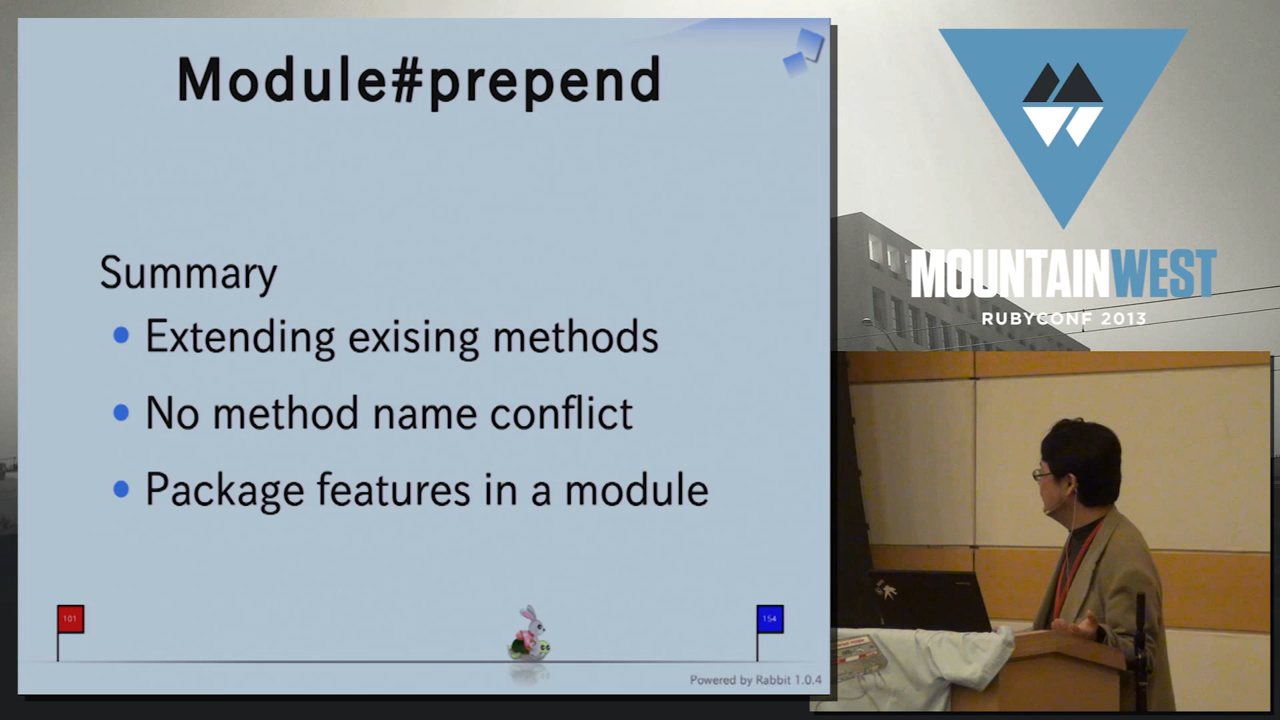 Module#prepend
Summary
• Extending exising methods
• No method name conflict
• Package features in a module
101
154
Powered by Rabbit 1.0.4
MOUNTAINWEST
RUBYCONF 2013